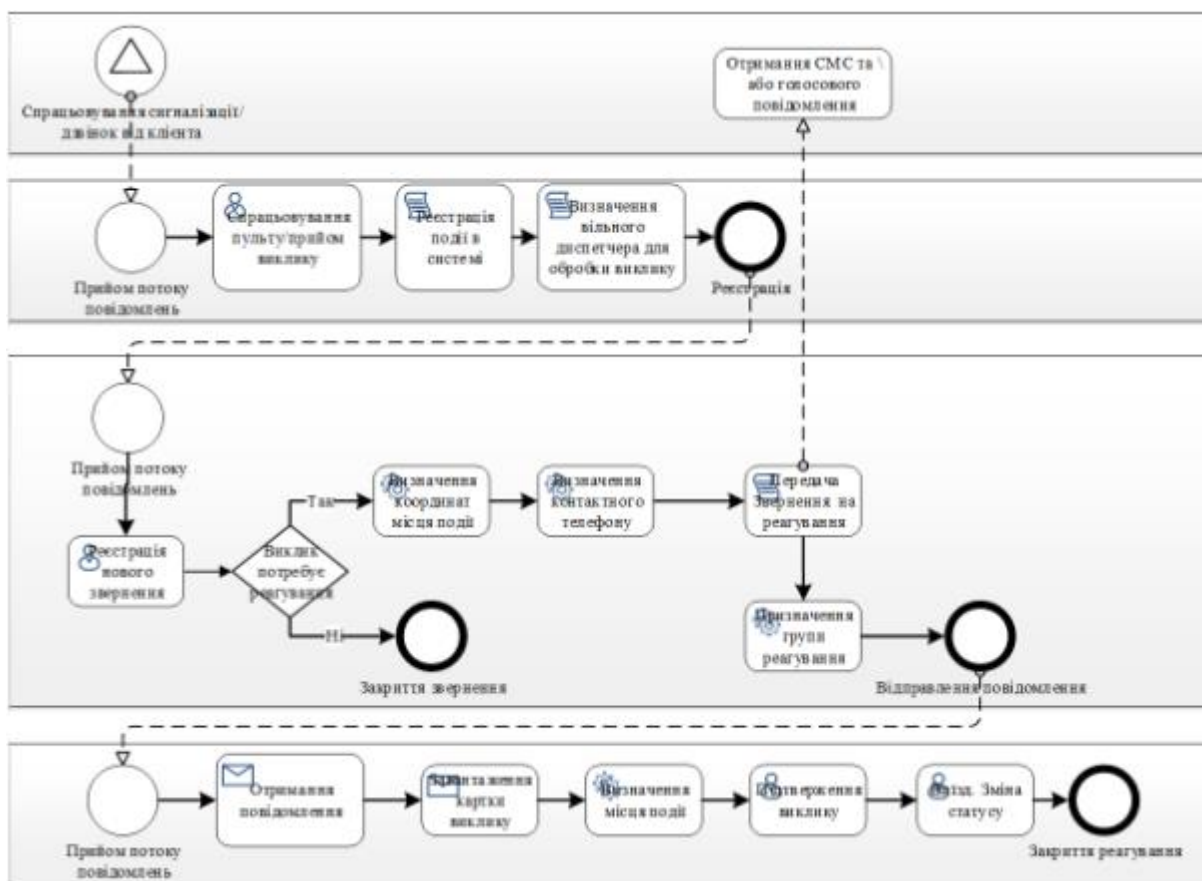 Спрацьовування сигналізації/
дзвінок від клієнта
Отримання СМС та \
або голосового
повідомлення
Прийом потоку
повідомлень
Спрацьовування
пульту/прийом
виклику
Реєстрація
події в
системі
Визначення
вільного
диспетчера для
обробки виклику
Реєстрація
Прийом потоку
повідомлень
Реєстрація
нового
звернення
Виклик
потребує
реагування
Так
Ні
Визначення
координат
місця події
Визначення
контактного
телефону
Передача
Звернення на
реагування
Закриття звернення
Призначення
групи
реагування
Відправлення повідомлення
Прийом потоку
повідомлень
Отримання
повідомлення
Завантаження
картки
виклику
Визначення
місця події
Підтверження
виклику
Зміна
статусу
Закриття реагування